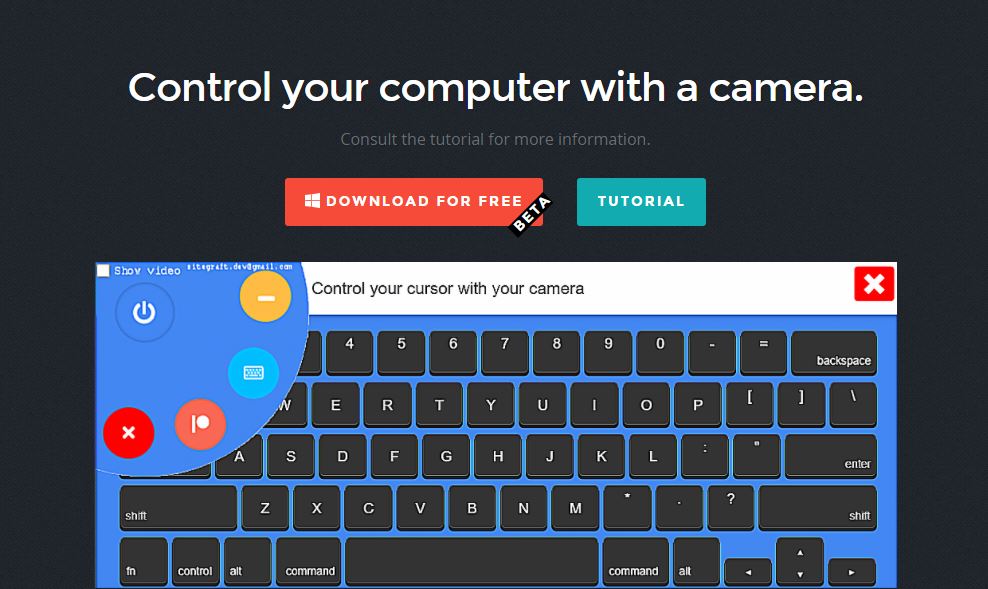 Control your computer with a camera.
Consult the tutorial for more information.
DOWNLOAD FOR FREE
BETA
TUTORIAL
Show video sitegraft.dev@gmail.com
Control your cursor with your camera
4 5 6 7 8 9 0 - = backspace
W E R T Y U I O P [ ] \
A S D F G H J K L : " enter
shift Z X C V B N M * . ? shift
fn control alt command command alt